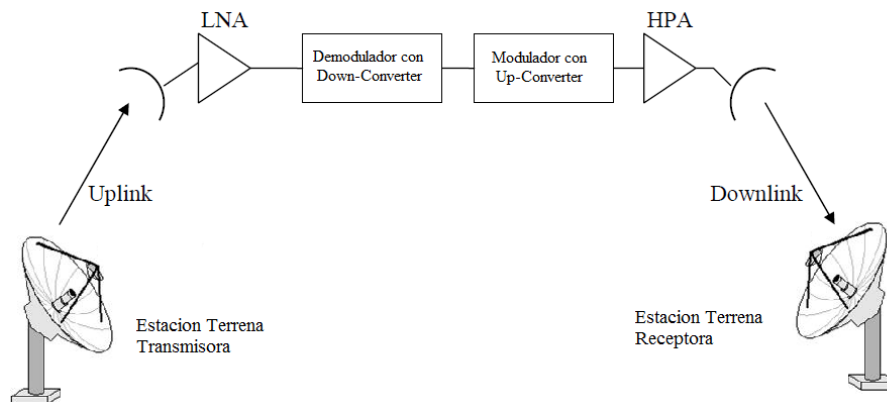 LNA
HPA
Demodulador con
Down-Converter
Modulador con
Up-Converter
Uplink
Downlink
Estacion Terrena
Transmisora
Estacion Terrena
Receptora